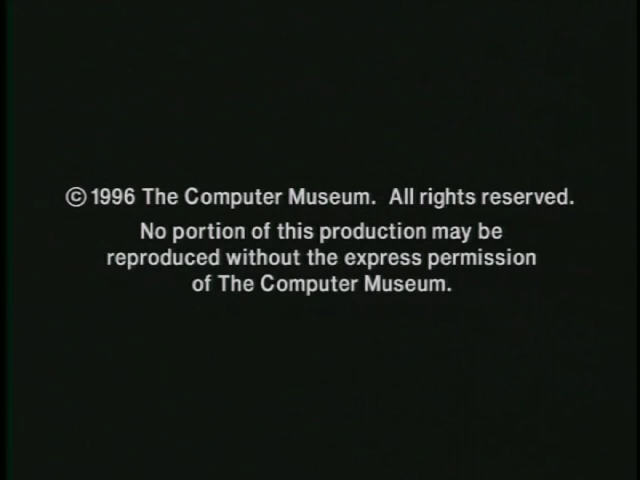 © 1996 The Computer Museum. All rights reserved.
No portion of this production may be
reproduced without the express permission
of The Computer Museum.